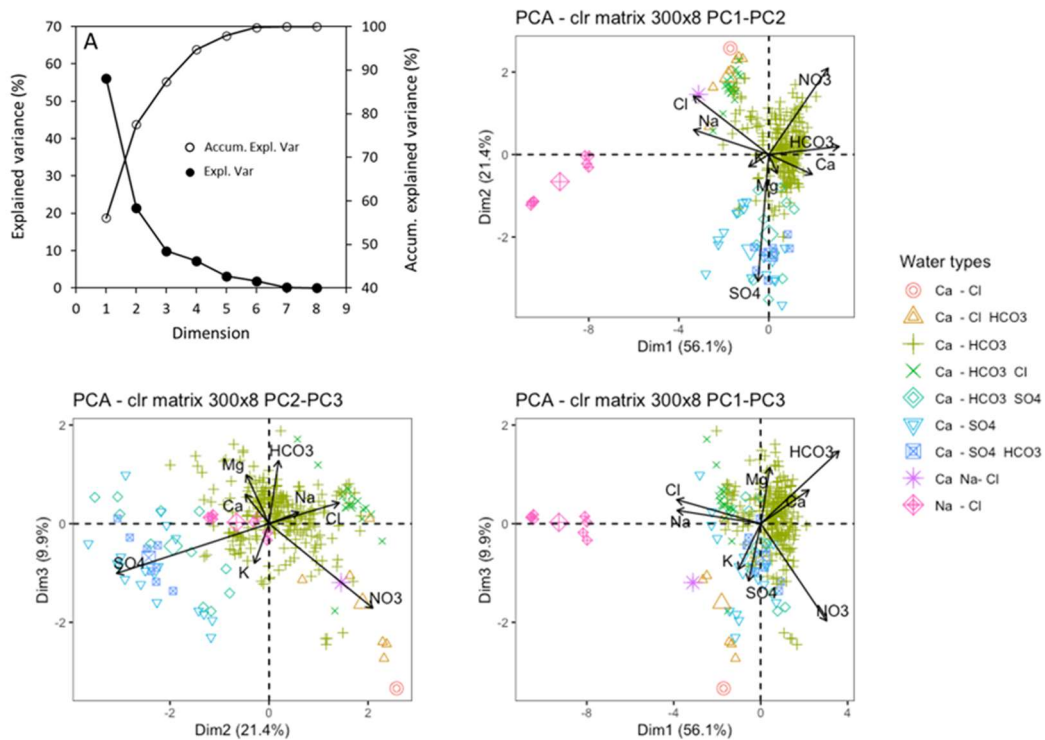 A
70
60
50
40
30
20
10
0
Explained variance (%)
100
90
80
70
60
50
40
Accum. explained variance (%)
Accum. Expl. Var
Expl. Var
0 1 2 3 4 5 6 7 8 9
Dimension
PCA - clr matrix 300x8 PC1-PC2
2
0
-2
Dim2 (21.4%)
NO3
Cl
Na
HCO3
Ca
Mg
SO4
-8 -4 0
Dim1 (56.1%)
Water types
Ca - Cl
Ca - Cl HCO3
Ca - HCO3
Ca - HCO3 Cl
Ca - HCO3 SO4
Ca - SO4
Ca - SO4 HCO3
Ca Na- Cl
Na - Cl
PCA - clr matrix 300x8 PC2-PC3
2
0
-2
Dim3 (9.9%)
HCO3
Mg
Ca
Na
Cl
SO4
K
NO3
-2 0 2
Dim2 (21.4%)
PCA - clr matrix 300x8 PC1-PC3
2
0
-2
Dim3 (9.9%)
HCO3
Mg
Cl
Ca
Na
K
SO4
NO3
-8 -4 0 4
Dim1 (56.1%)